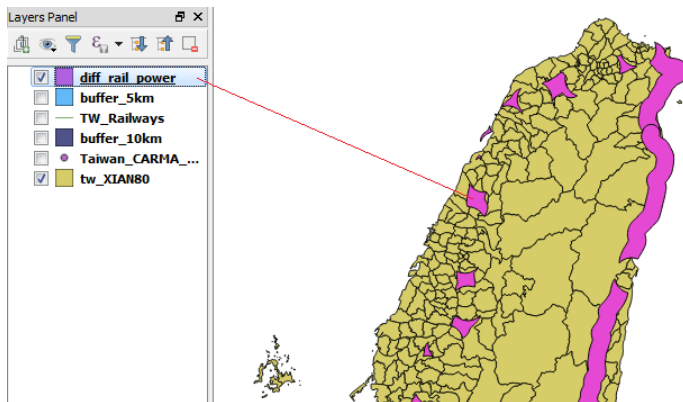 Layers Panel
diff_rail_power
buffer_5km
TW_Railways
buffer_10km
Taiwan_CARMA_...
tw_XIAN80